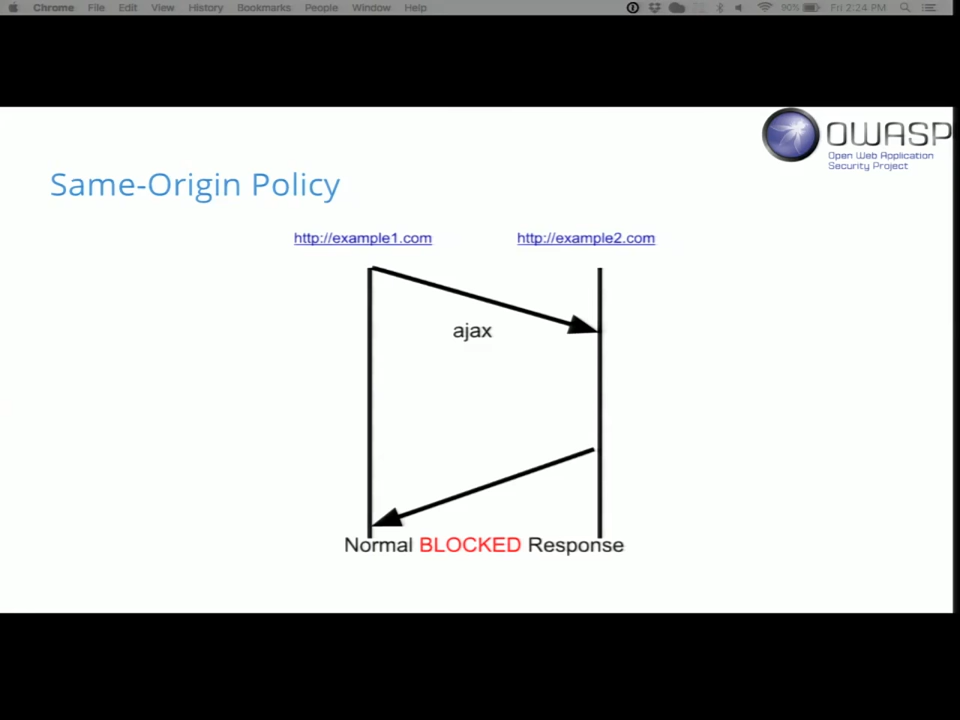 Chrome File Edit View History Bookmarks People Window Help 90% Fri 2:24 PM
OWASP
Open Web Application
Security Project
Same-Origin Policy
http://example1.com http://example2.com
ajax
Normal BLOCKED Response